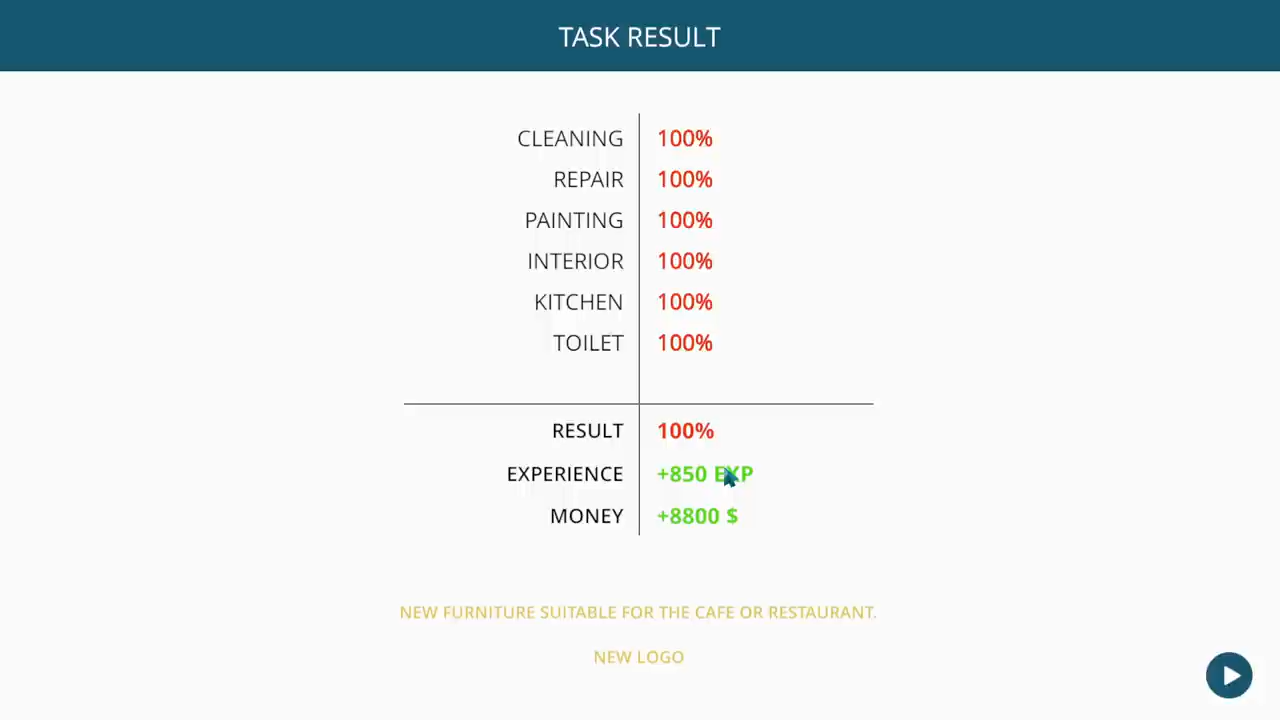 TASK RESULT
CLEANING 100%
REPAIR 100%
PAINTING 100%
INTERIOR 100%
KITCHEN 100%
TOILET 100%
RESULT 100%
EXPERIENCE +850 EXP
MONEY +8800 $
NEW FURNITURE SUITABLE FOR THE CAFE OR RESTAURANT.
NEW LOGO